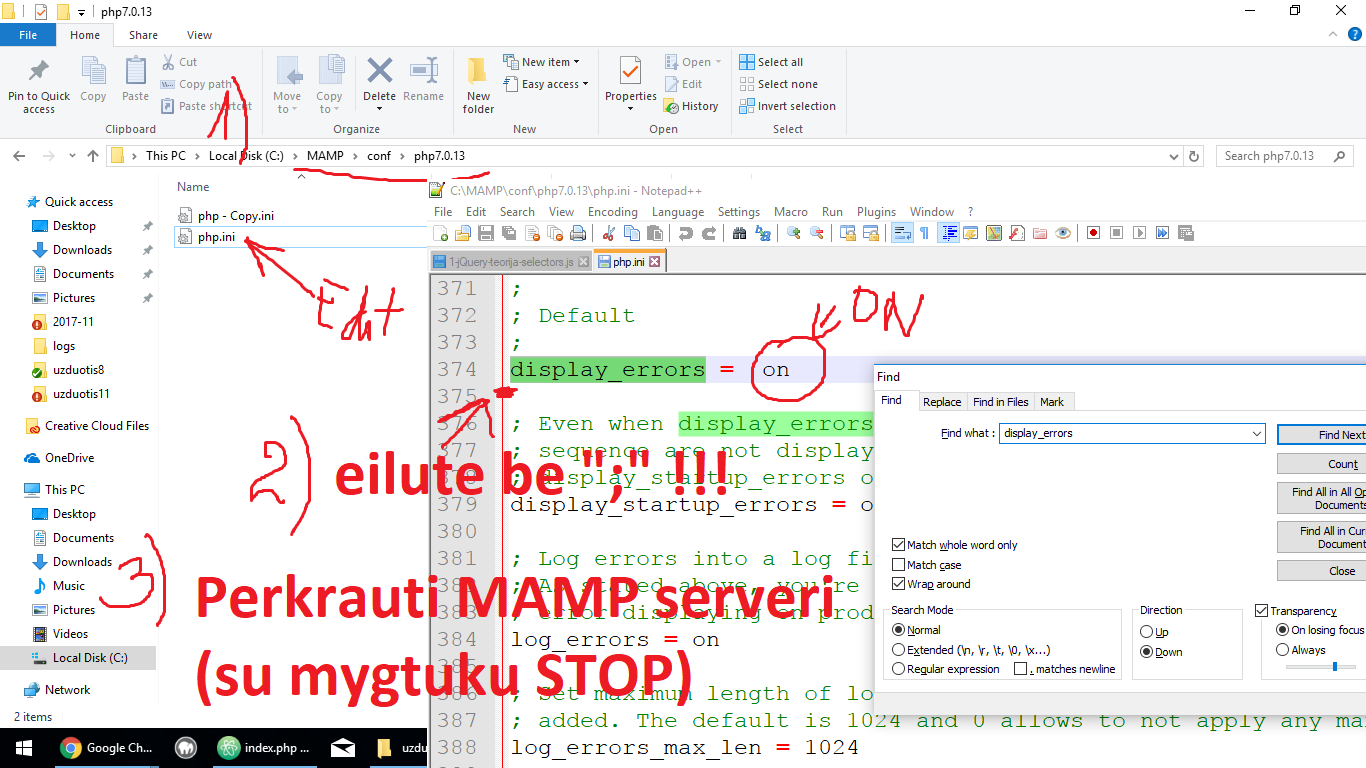 php7.0.13
File Home Share View
Pin to Quick access
Copy
Paste
Cut
Copy path
Paste shortcut
Clipboard
Move to
Copy to
Delete
Rename
Organize
New folder
New item
Easy access
New
Properties
Open
Edit
History
Open
Select all
Select none
Invert selection
Select
1)
This PC > Local Disk (C:) > MAMP > conf > php7.0.13
Search php7.0.13
Quick access
Desktop
Downloads
Documents
Pictures
2017-11
logs
uzduotis8
uzduotis11
Creative Cloud Files
OneDrive
This PC
Desktop
Documents
Downloads
Music
Pictures
Videos
Local Disk (C:)
Network
2 items
Name
php - Copy.ini
php.ini
Edit
C:\MAMP\conf\php7.0.13\php.ini - Notepad++
File Edit Search View Encoding Language Settings Macro Run Plugins Window ?
1-jQuery-teorija-selectors.js
php.ini
371 ;
372 ; Default
373 ;
374 display_errors = on
ON
375
376 ; Even when display_errors
377 ; sequence are not display
378 ; display_startup_errors o
379 display_startup_errors = o
380
381 ; Log errors into a log fi
382 ; As stated above, you're
383 ; error displaying on prod
384 log_errors = on
385
386 ; Set maximum length of lo
387 ; added. The default is 1024 and 0 allows to not apply any ma
388 log_errors_max_len = 1024
2) eilute be ";" !!!
3) Perkrauti MAMP serveri
(su mygtuku STOP)
Find
Find Replace Find in Files Mark
Find what : display_errors
Find Next
Count
Find All in All Op
Documents
Find All in Curr
Document
Close
Match whole word only
Match case
Wrap around
Search Mode
Normal
Extended (\n, \r, \t, \0, \x...)
Regular expression
. matches newline
Direction
Up
Down
Transparency
On losing focus
Always
Google Ch...
index.php ...
uzdu